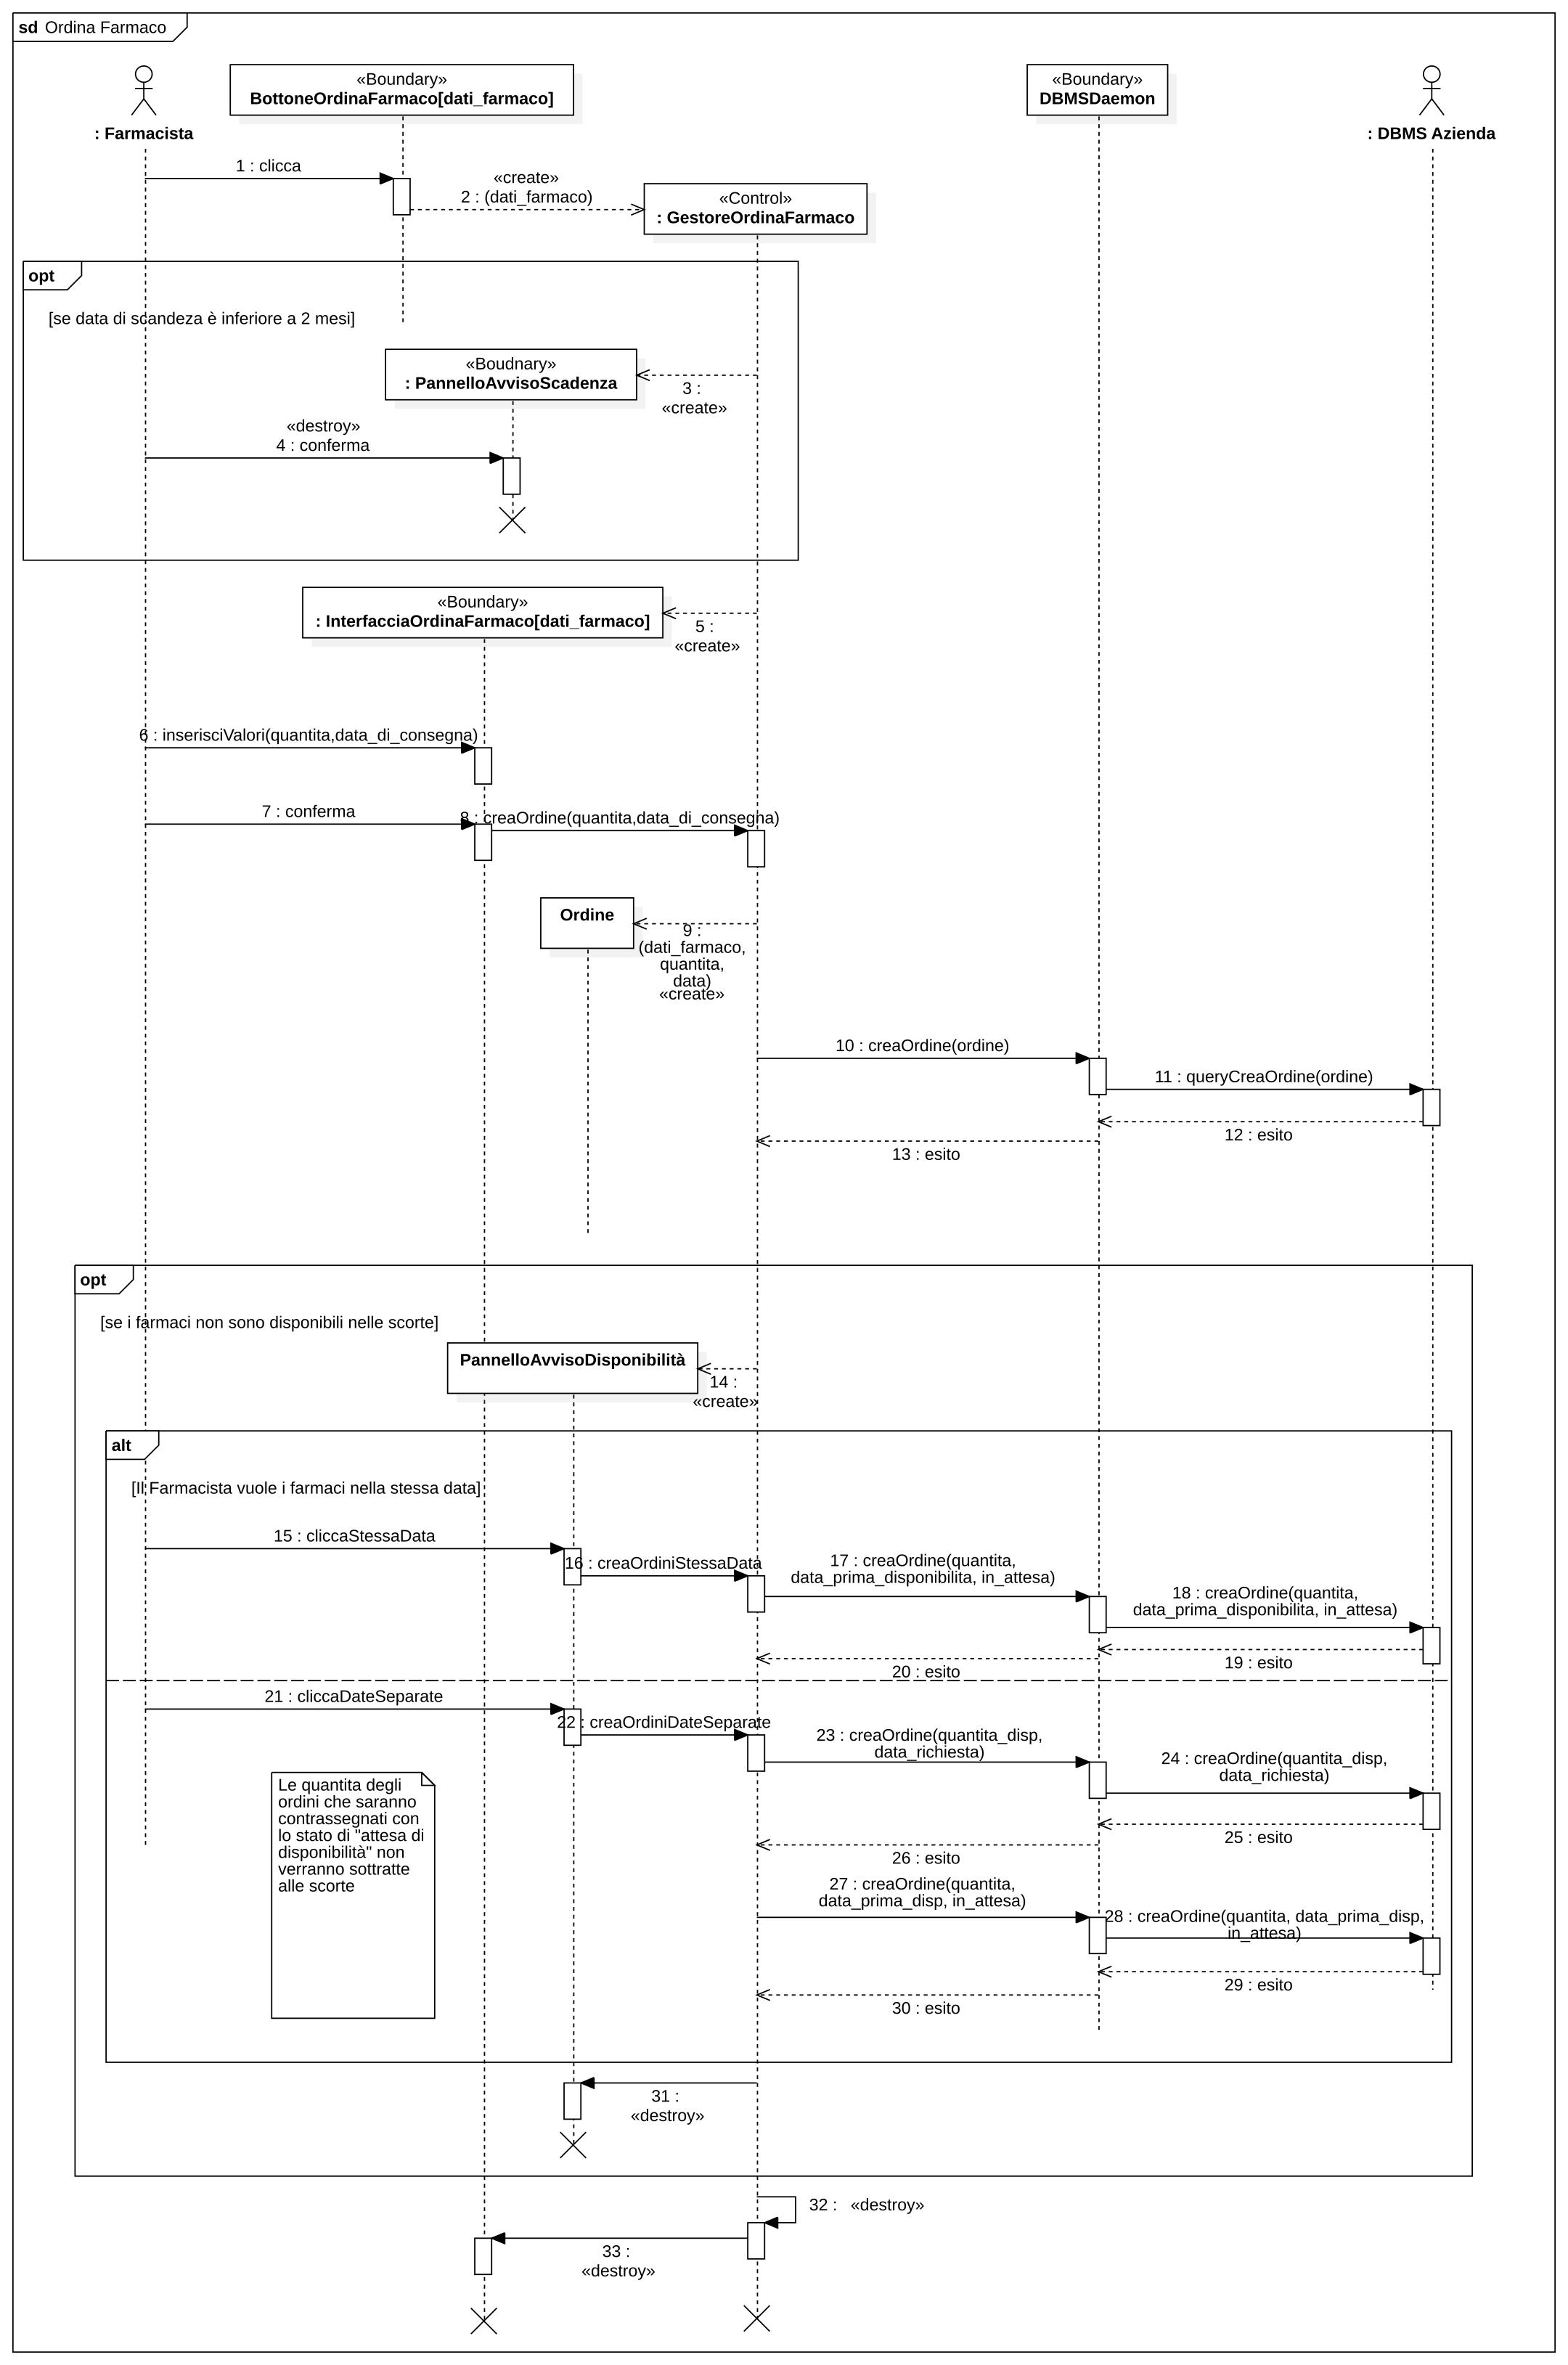 sd Ordina Farmaco
: Farmacista
«Boundary»
BottoneOrdinaFarmaco[dati_farmaco]
«Boundary»
DBMSDaemon
: DBMS Azienda
1 : clicca
«create»
2 : (dati_farmaco)
«Control»
: GestoreOrdinaFarmaco
opt
[se data di scandeza è inferiore a 2 mesi]
«Boudnary»
: PannelloAvvisoScadenza
3 :
«create»
«destroy»
4 : conferma
«Boundary»
: InterfacciaOrdinaFarmaco[dati_farmaco]
5 :
«create»
6 : inserisciValori(quantita,data_di_consegna)
7 : conferma
8 : creaOrdine(quantita,data_di_consegna)
Ordine
9 :
(dati_farmaco,
quantita,
data)
«create»
10 : creaOrdine(ordine)
11 : queryCreaOrdine(ordine)
12 : esito
13 : esito
opt
[se i farmaci non sono disponibili nelle scorte]
PannelloAvvisoDisponibilità
14 :
«create»
alt
[Il Farmacista vuole i farmaci nella stessa data]
15 : cliccaStessaData
16 : creaOrdiniStessaData
17 : creaOrdine(quantita,
data_prima_disponibilita, in_attesa)
18 : creaOrdine(quantita,
data_prima_disponibilita, in_attesa)
19 : esito
20 : esito
21 : cliccaDateSeparate
22 : creaOrdiniDateSeparate
23 : creaOrdine(quantita_disp,
data_richiesta)
24 : creaOrdine(quantita_disp,
data_richiesta)
25 : esito
26 : esito
Le quantita degli
ordini che saranno
contrassegnati con
lo stato di "attesa di
disponibilità" non
verranno sottratte
alle scorte
27 : creaOrdine(quantita,
data_prima_disp, in_attesa)
28 : creaOrdine(quantita, data_prima_disp,
in_attesa)
29 : esito
30 : esito
31 :
«destroy»
32 : «destroy»
33 :
«destroy»